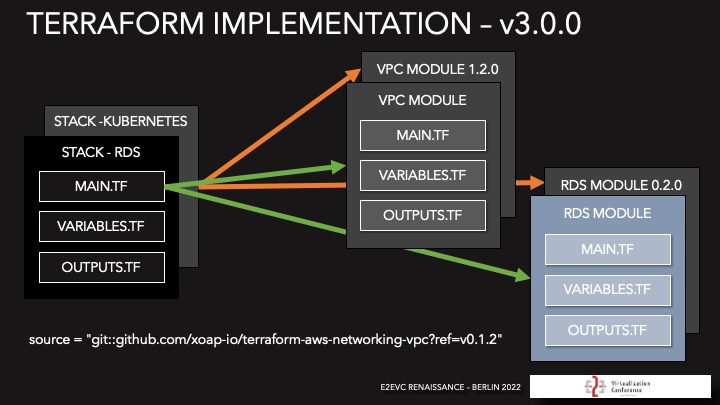 TERRAFORM IMPLEMENTATION – v3.0.0
VPC MODULE 1.2.0
VPC MODULE
MAIN.TF
VARIABLES.TF
OUTPUTS.TF
STACK -KUBERNETES
STACK - RDS
MAIN.TF
VARIABLES.TF
OUTPUTS.TF
RDS MODULE 0.2.0
RDS MODULE
MAIN.TF
VARIABLES.TF
OUTPUTS.TF
source = "git::github.com/xoap-io/terraform-aws-networking-vpc?ref=v0.1.2"
E2EVC RENAISSANCE - BERLIN 2022
Virtualization
Conference